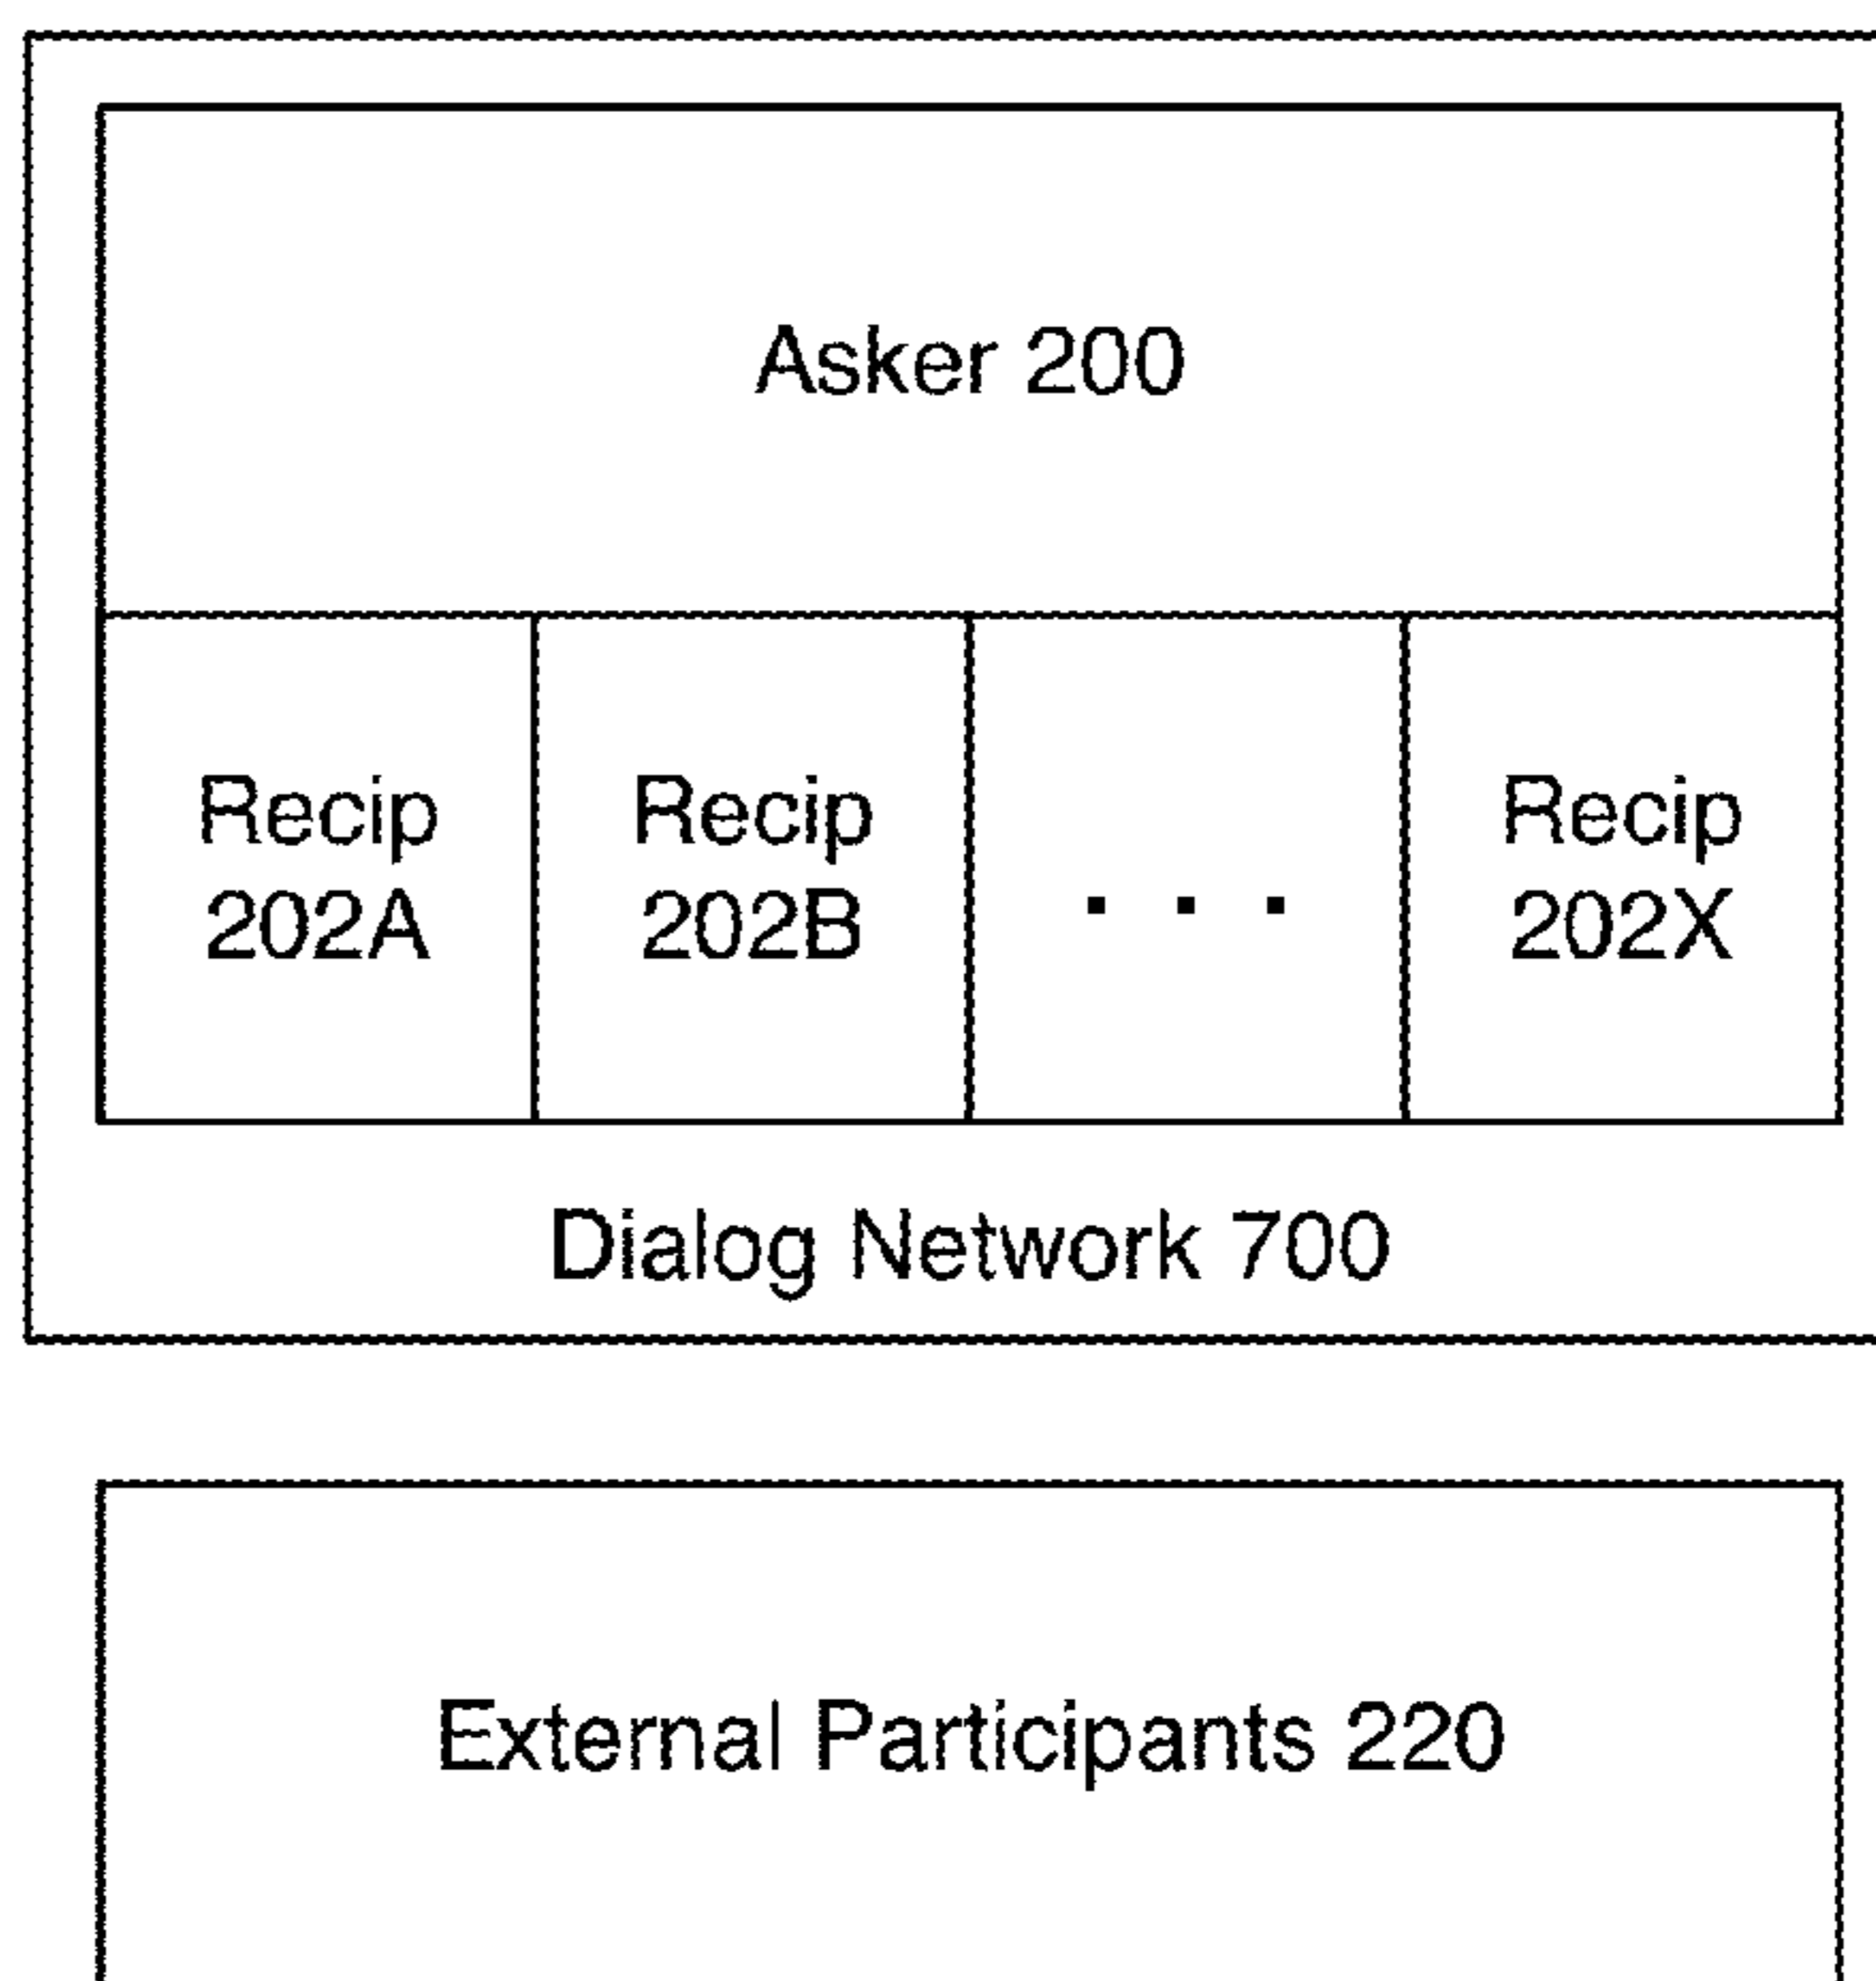 Asker 200
Recip
202A
Recip
202B
. . .
Recip
202X
Dialog Network 700
External Participants 220